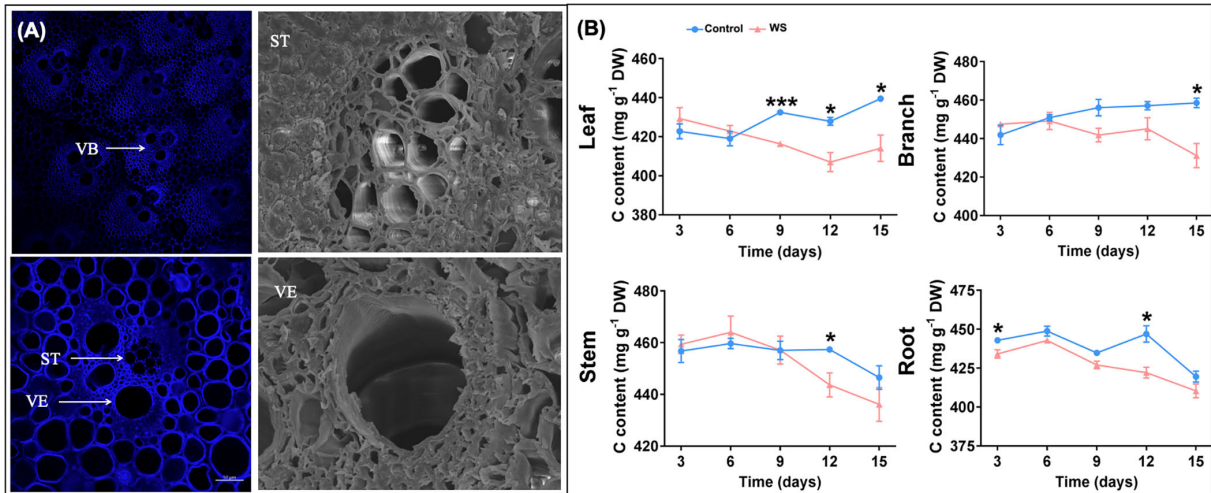 (A)
VB
ST
ST
VE
50 μm
VE
(B)
Control WS
Leaf
C content (mg g⁻¹ DW)
460
440
420
400
380
***
*
*
3 6 9 12 15
Time (days)
Branch
C content (mg g⁻¹ DW)
480
460
440
420
400
*
3 6 9 12 15
Time (days)
Stem
C content (mg g⁻¹ DW)
480
460
440
420
*
3 6 9 12 15
Time (days)
Root
C content (mg g⁻¹ DW)
475
450
425
400
375
*
*
3 6 9 12 15
Time (days)